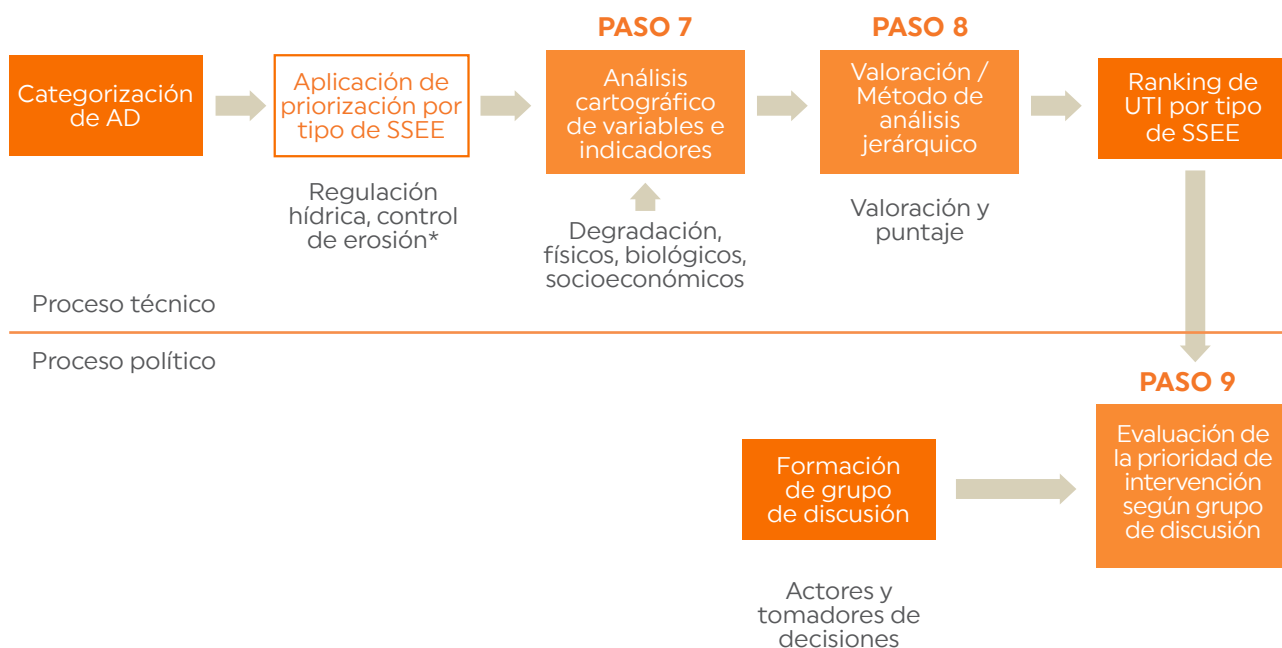 Categorización
de AD
Aplicación de
priorización por
tipo de SSEE
Regulación
hídrica, control
de erosión*
PASO 7
Análisis
cartográfico
de variables e
indicadores
Degradación,
físicos, biológicos,
socioeconómicos
PASO 8
Valoración /
Método de
análisis
jerárquico
Valoración y
puntaje
Ranking de
UTI por tipo
de SSEE
Proceso técnico
Proceso político
Formación
de grupo
de discusión
Actores y
tomadores de
decisiones
PASO 9
Evaluación de
la prioridad de
intervención
según grupo
de discusión